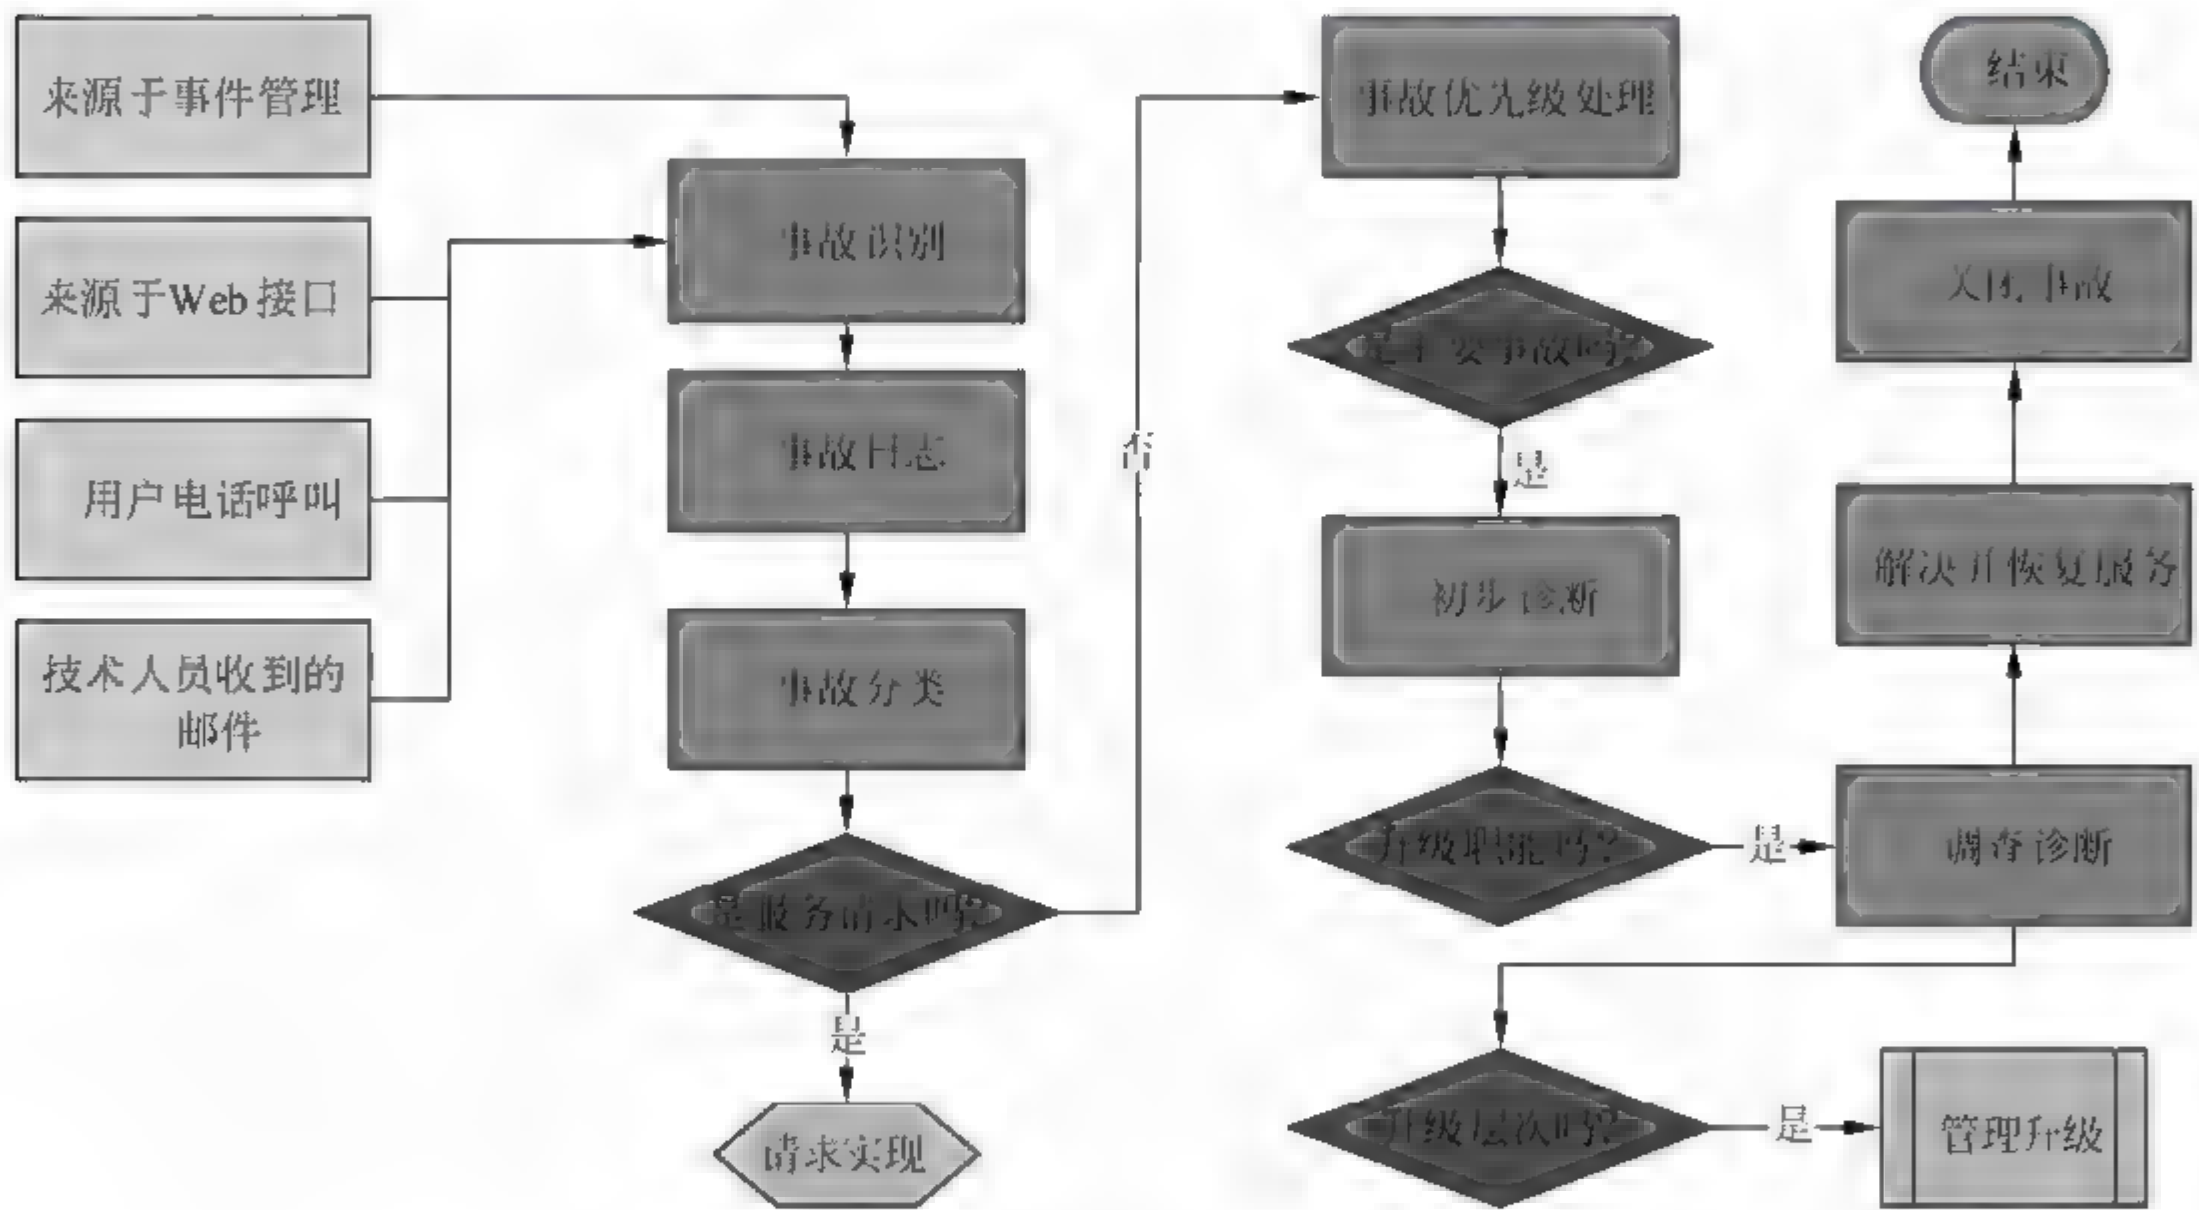 来源于事件管理
来源于Web接口
用户电话呼叫
技术人员收到的
邮件
事故识别
事故日志
事故分类
是服务请求吗?
是
请求实现
否
事故优先级处理
是主要事故吗?
是
初步诊断
升级职能吗?
是
调查诊断
解决并恢复服务
关闭事故
结束
升级层次吗?
是
管理升级